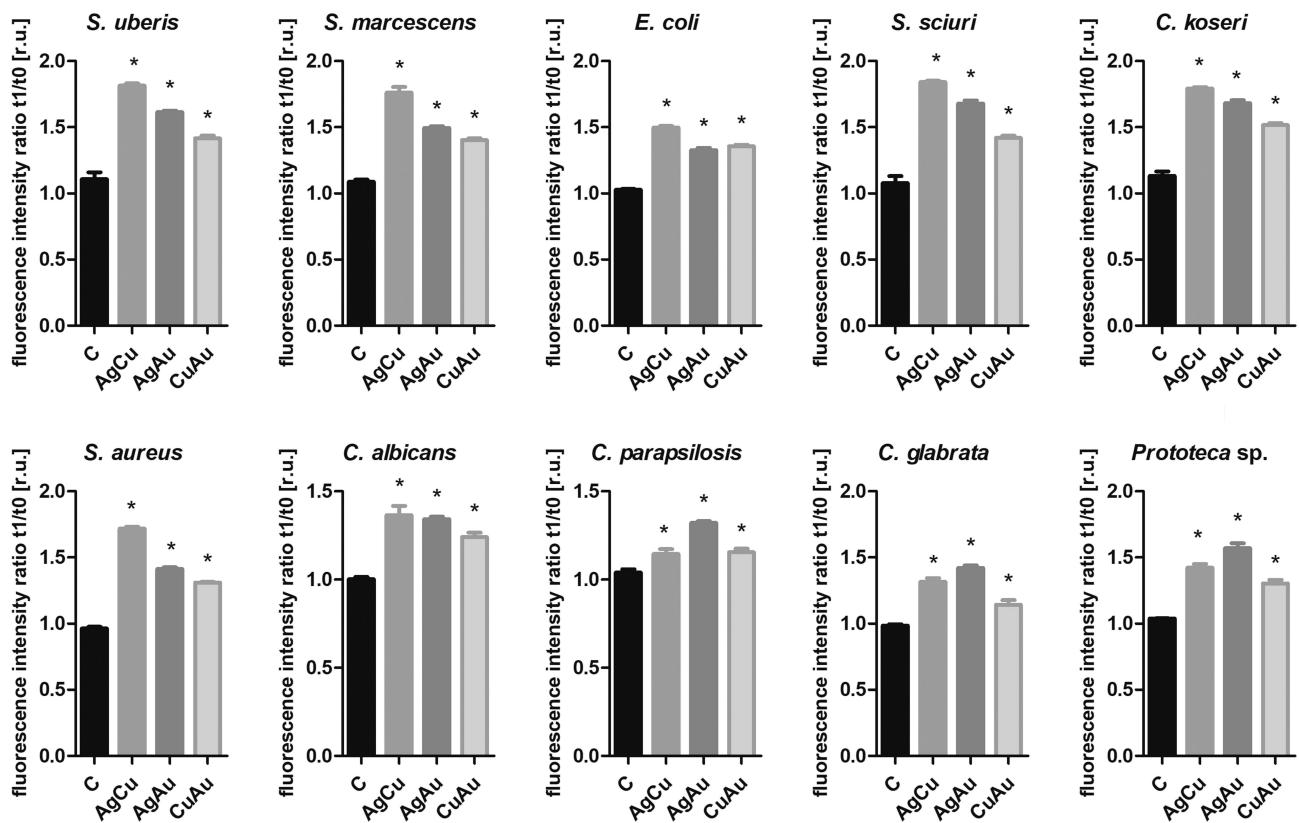 S. uberis
fluorescence intensity ratio t1/t0 [r.u.]
2.0
1.5
1.0
0.5
0.0
*
*
*
C
AgCu
AgAu
CuAu
S. marcescens
fluorescence intensity ratio t1/t0 [r.u.]
2.0
1.5
1.0
0.5
0.0
*
*
*
C
AgCu
AgAu
CuAu
E. coli
fluorescence intensity ratio t1/t0 [r.u.]
2.0
1.5
1.0
0.5
0.0
*
*
*
C
AgCu
AgAu
CuAu
S. sciuri
fluorescence intensity ratio t1/t0 [r.u.]
2.0
1.5
1.0
0.5
0.0
*
*
*
C
AgCu
AgAu
CuAu
C. koseri
fluorescence intensity ratio t1/t0 [r.u.]
2.0
1.5
1.0
0.5
0.0
*
*
*
C
AgCu
AgAu
CuAu
S. aureus
fluorescence intensity ratio t1/t0 [r.u.]
2.0
1.5
1.0
0.5
0.0
*
*
*
C
AgCu
AgAu
CuAu
C. albicans
fluorescence intensity ratio t1/t0 [r.u.]
1.5
1.0
0.5
0.0
*
*
*
C
AgCu
AgAu
CuAu
C. parapsilosis
fluorescence intensity ratio t1/t0 [r.u.]
1.5
1.0
0.5
0.0
*
*
*
C
AgCu
AgAu
CuAu
C. glabrata
fluorescence intensity ratio t1/t0 [r.u.]
2.0
1.5
1.0
0.5
0.0
*
*
*
C
AgCu
AgAu
CuAu
Prototeca sp.
fluorescence intensity ratio t1/t0 [r.u.]
2.0
1.5
1.0
0.5
0.0
*
*
*
C
AgCu
AgAu
CuAu